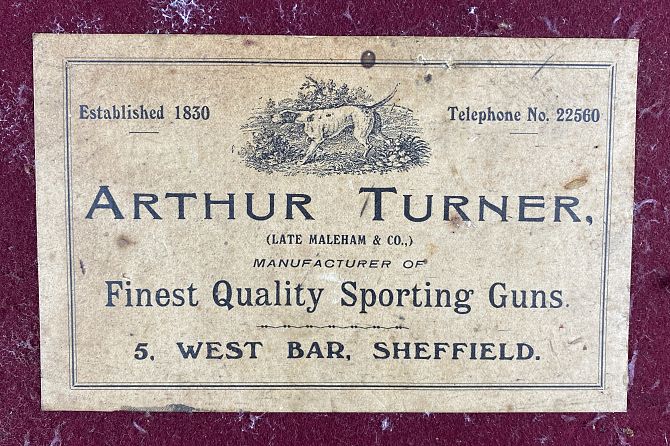 Established 1830
Telephone No. 22560
ARTHUR TURNER,
(LATE MALEHAM & CO.,)
MANUFACTURER OF
Finest Quality Sporting Guns.
5, WEST BAR, SHEFFIELD.